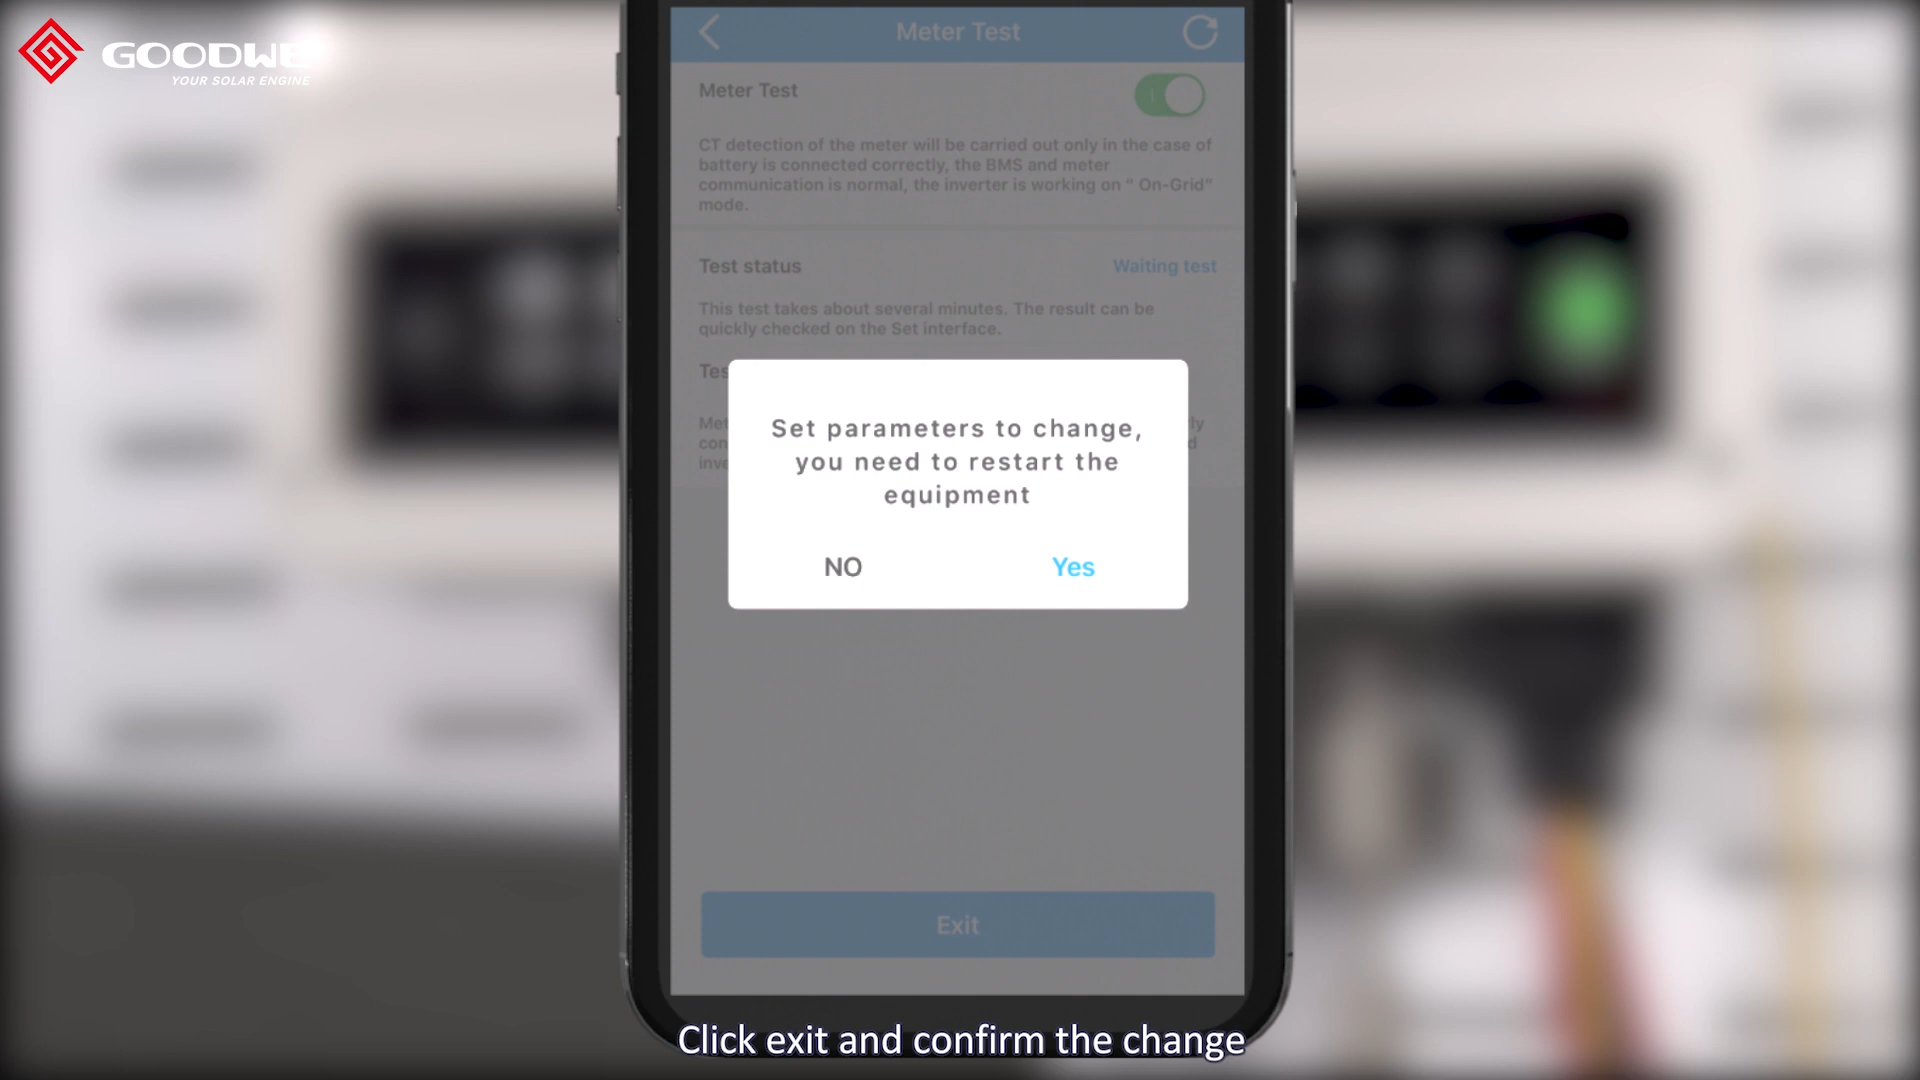 GOODWE
YOUR SOLAR ENGINE
Meter Test
Meter Test
CT detection of the meter will be carried out only in the case of
battery is connected correctly, the BMS and meter
communication is normal, the inverter is working on “ On-Grid”
mode.
Test status
Waiting test
This test takes about several minutes. The result can be
quickly checked on the Set interface.
Set parameters to change,
you need to restart the
equipment
NO
Yes
Exit
Click exit and confirm the change